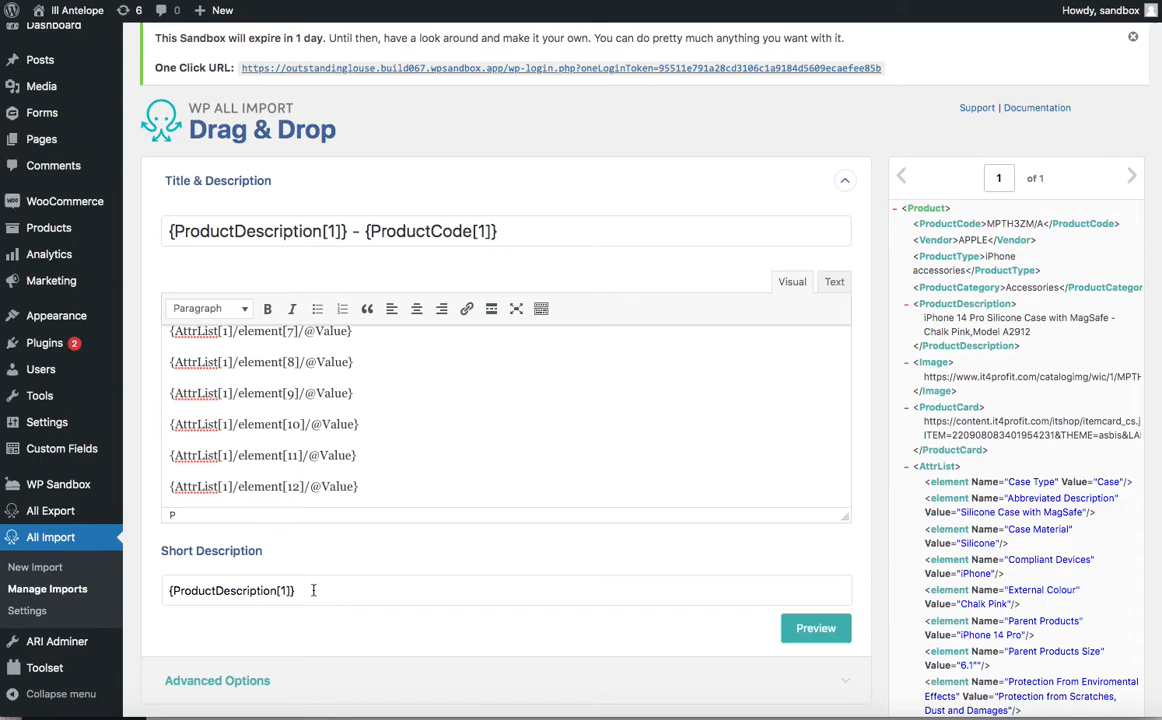 Ill Antelope
6
0
New
Howdy, sandbox
Dashboard
Posts
Media
Forms
Pages
Comments
WooCommerce
Products
Analytics
Marketing
Appearance
Plugins 2
Users
Tools
Settings
Custom Fields
WP Sandbox
All Export
All Import
New Import
Manage Imports
Settings
ARI Adminer
Toolset
Collapse menu
This Sandbox will expire in 1 day. Until then, have a look around and make it your own. You can do pretty much anything you want with it.
One Click URL: https://outstandinglouse.build067.wpsandbox.app/wp-login.php?oneLoginToken=95511e791a28cd3106c1a9184d5609ecaefee85b
WP ALL IMPORT
Drag & Drop
Support | Documentation
Title & Description
{ProductDescription[1]} - {ProductCode[1]}
Visual
Text
Paragraph
{AttrList[1]/element[7]/@Value}
{AttrList[1]/element[8]/@Value}
{AttrList[1]/element[9]/@Value}
{AttrList[1]/element[10]/@Value}
{AttrList[1]/element[11]/@Value}
{AttrList[1]/element[12]/@Value}
P
Short Description
{ProductDescription[1]}
Preview
Advanced Options
1 of 1
<Product>
<ProductCode>MPTH3ZM/A</ProductCode>
<Vendor>APPLE</Vendor>
<ProductType>iPhone
accessories</ProductType>
<ProductCategory>Accessories</ProductCategor
<ProductDescription>
iPhone 14 Pro Silicone Case with MagSafe -
Chalk Pink,Model A2912
</ProductDescription>
<Image>
https://www.it4profit.com/catalogimg/wic/1/MPTH
</Image>
<ProductCard>
https://content.it4profit.com/itshop/itemcard_cs.j
ITEM=220908083401954231&THEME=asbis&LA
</ProductCard>
<AttrList>
<element Name="Case Type" Value="Case"/>
<element Name="Abbreviated Description"
Value="Silicone Case with MagSafe"/>
<element Name="Case Material"
Value="Silicone"/>
<element Name="Compliant Devices"
Value="iPhone"/>
<element Name="External Colour"
Value="Chalk Pink"/>
<element Name="Parent Products"
Value="iPhone 14 Pro"/>
<element Name="Parent Products Size"
Value="6.1""/>
<element Name="Protection From Enviromental
Effects" Value="Protection from Scratches,
Dust and Damages"/>